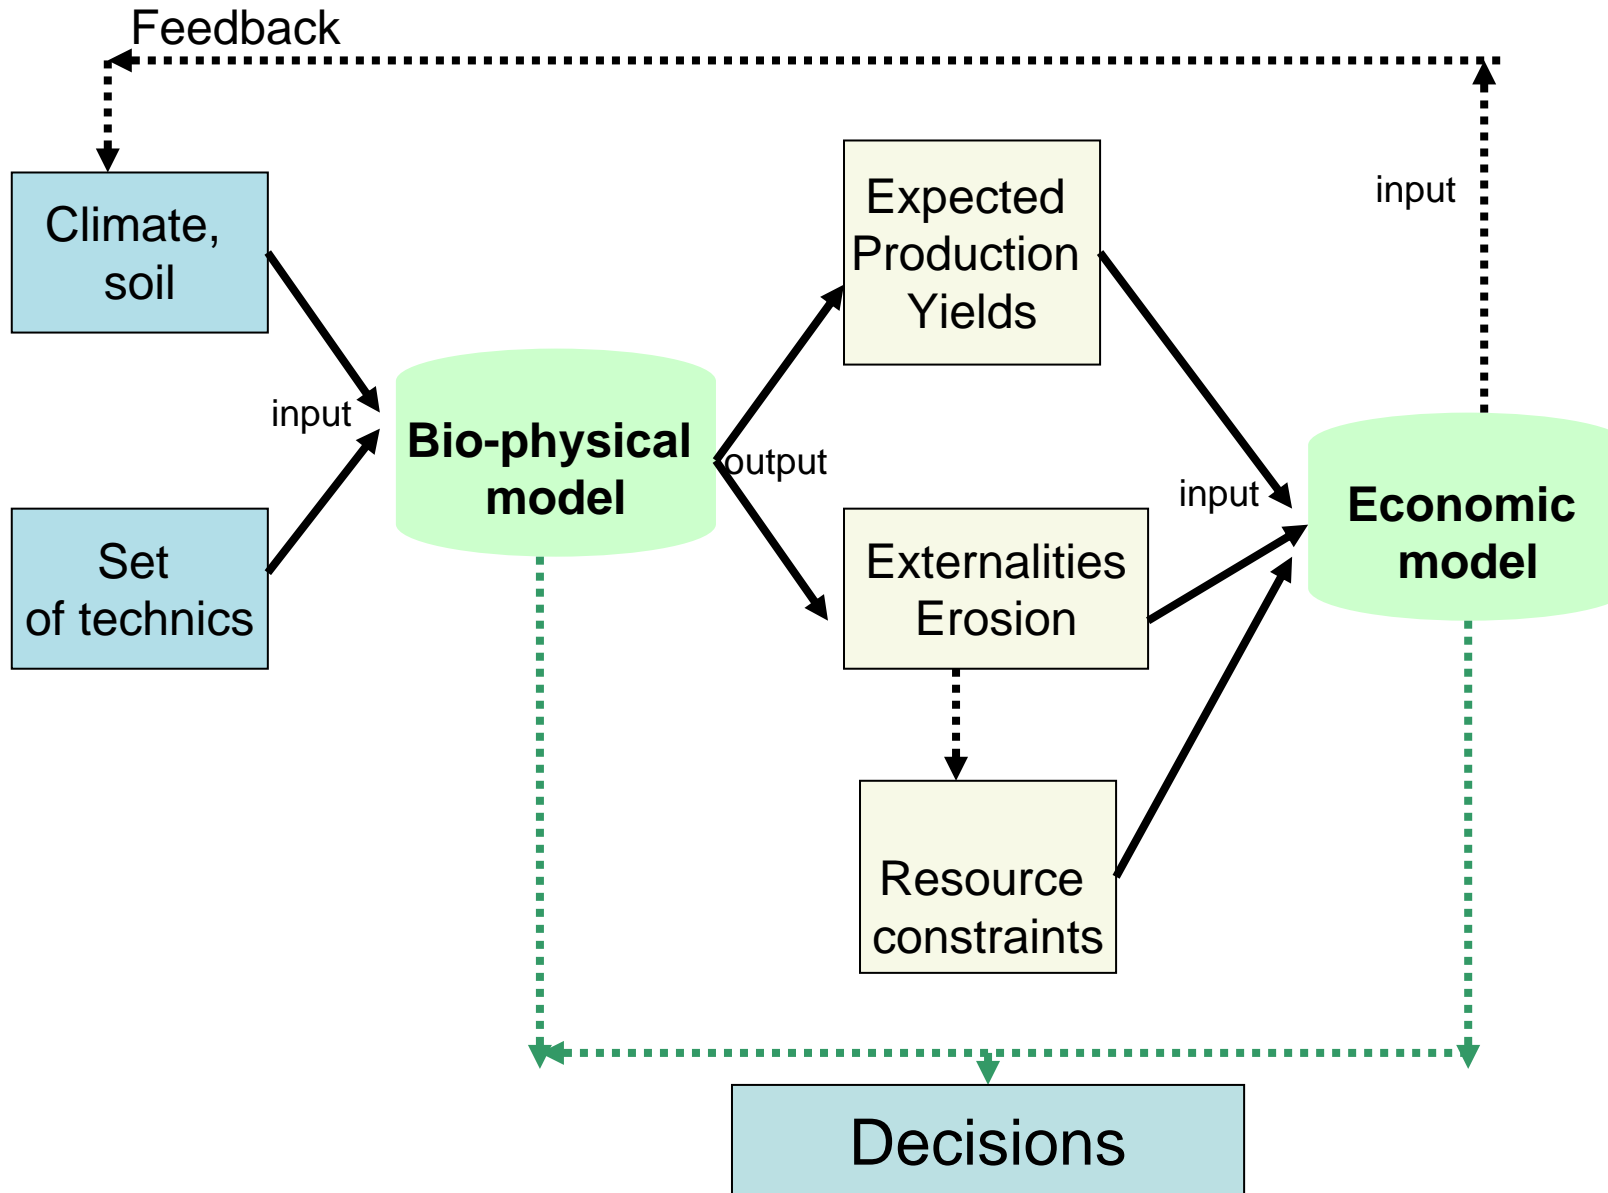 Feedback
Climate,
soil
input
Set
of technics
Bio-physical
model
output
Expected
Production
Yields
Externalities
Erosion
Resource
constraints
input
input
Economic
model
Decisions